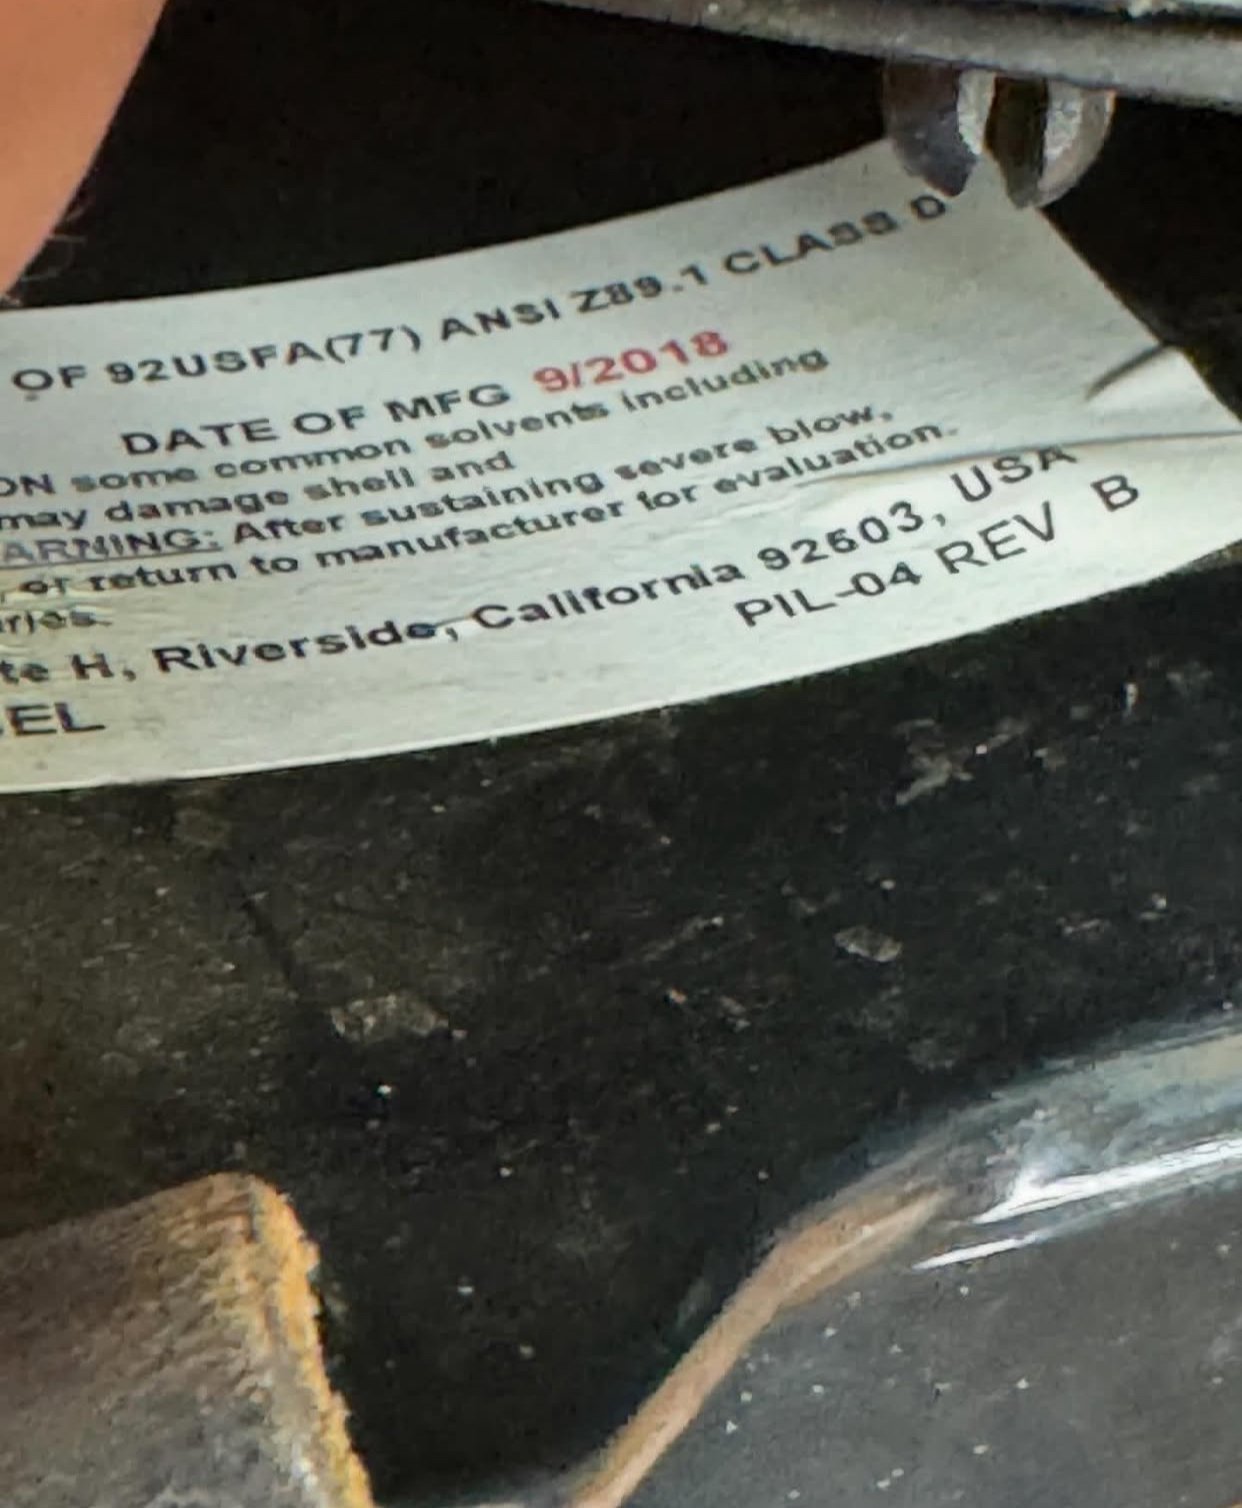 OF 92USFA(77) ANSI Z89.1 CLASS D
DATE OF MFG 9/2018
ON some common solvents including
may damage shell and
ARNING: After sustaining severe blow,
, or return to manufacturer for evaluation.
ries.
te H, Riverside, California 92603, USA
PIL-04 REV B
EL